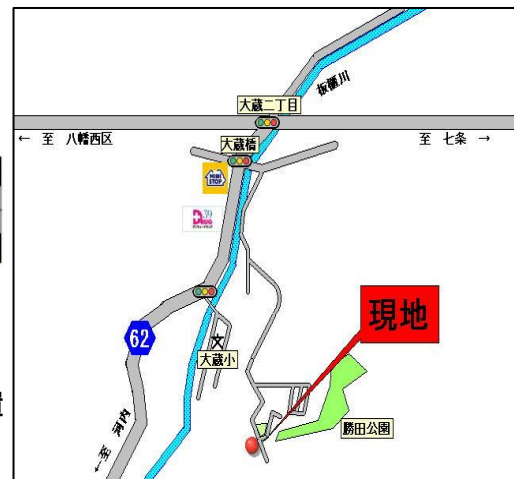 板櫃川
大蔵二丁目
← 至 八幡西区
至 七条 →
大蔵橋
MINI STOP
DRUG
62
大蔵小
現地
勝田公園
←至 河内